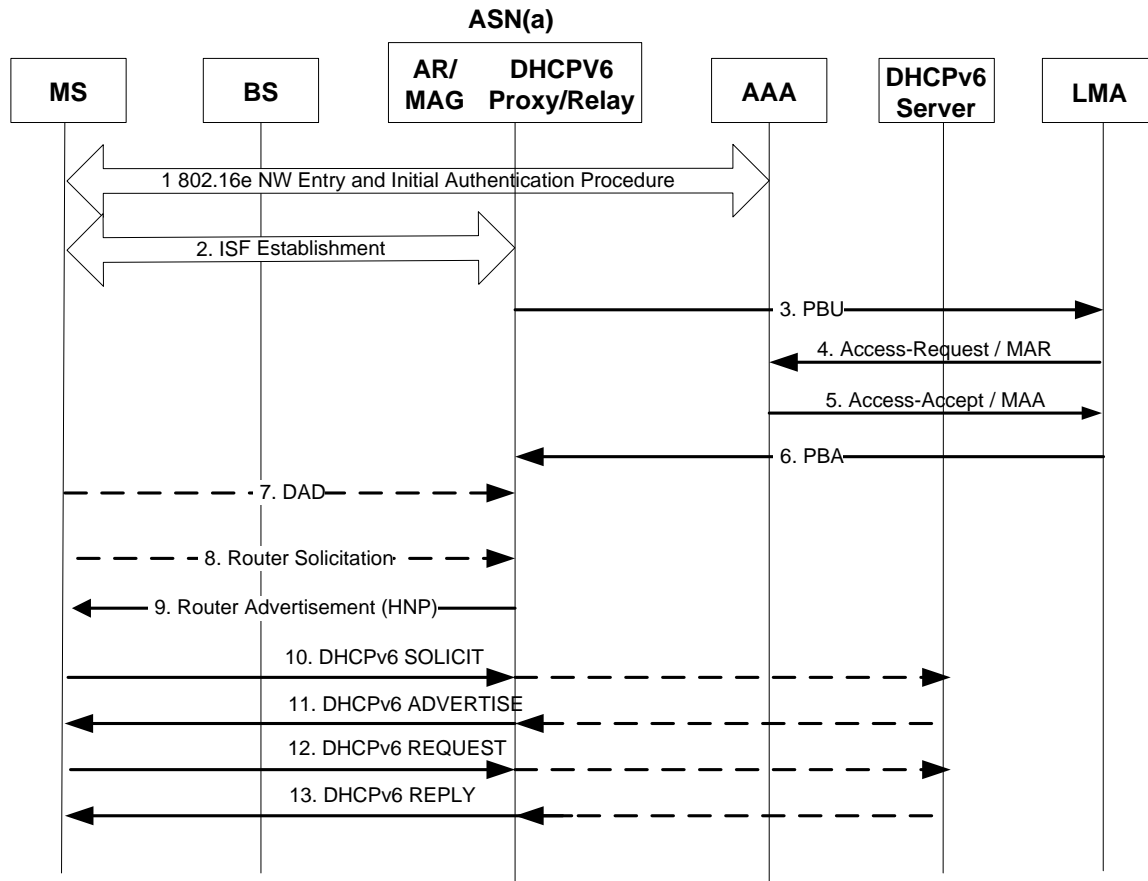 ASN(a)
MS
BS
AR/
MAG
DHCPV6
Proxy/Relay
AAA
DHCPv6
Server
LMA
1 802.16e NW Entry and Initial Authentication Procedure
2. ISF Establishment
3. PBU
4. Access-Request / MAR
5. Access-Accept / MAA
6. PBA
7. DAD
8. Router Solicitation
9. Router Advertisement (HNP)
10. DHCPv6 SOLICIT
11. DHCPv6 ADVERTISE
12. DHCPv6 REQUEST
13. DHCPv6 REPLY